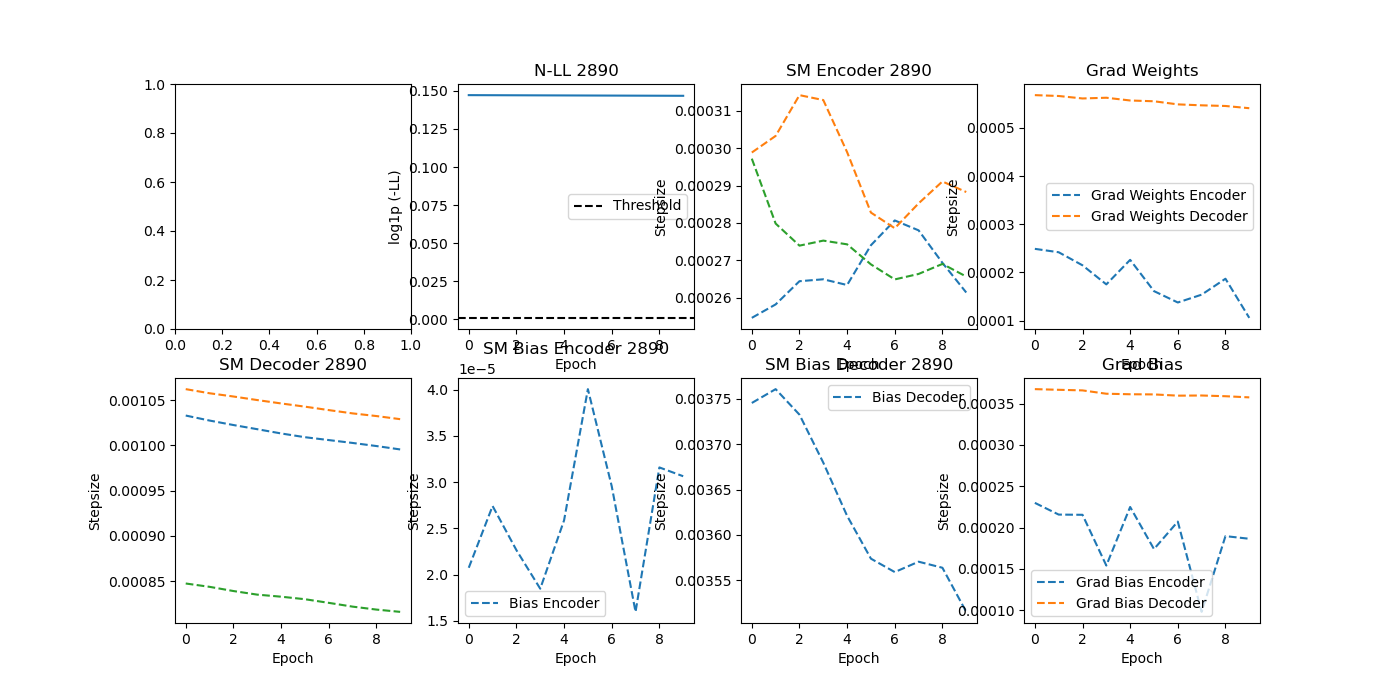 1.0
0.8
0.6
0.4
0.2
0.0
0.0 0.2 0.4 0.6 0.8 1.0
N-LL 2890
log1p (-LL)
0.150
0.125
0.100
0.075
0.050
0.025
0.000
Threshold
0 2 4 6 8
Epoch
SM Encoder 2890
Stepsize
0.00031
0.00030
0.00029
0.00028
0.00027
0.00026
0 2 4 6 8
Epoch
Grad Weights
Stepsize
0.0005
0.0004
0.0003
0.0002
0.0001
Grad Weights Encoder
Grad Weights Decoder
0 2 4 6 8
Epoch
SM Decoder 2890
Stepsize
0.00105
0.00100
0.00095
0.00090
0.00085
0 2 4 6 8
Epoch
SM Bias Encoder 2890
1e−5
Stepsize
4.0
3.5
3.0
2.5
2.0
1.5
Bias Encoder
0 2 4 6 8
Epoch
SM Bias Decoder 2890
Stepsize
0.00375
0.00370
0.00365
0.00360
0.00355
Bias Decoder
0 2 4 6 8
Epoch
Grad Bias
Stepsize
0.00035
0.00030
0.00025
0.00020
0.00015
0.00010
Grad Bias Encoder
Grad Bias Decoder
0 2 4 6 8
Epoch